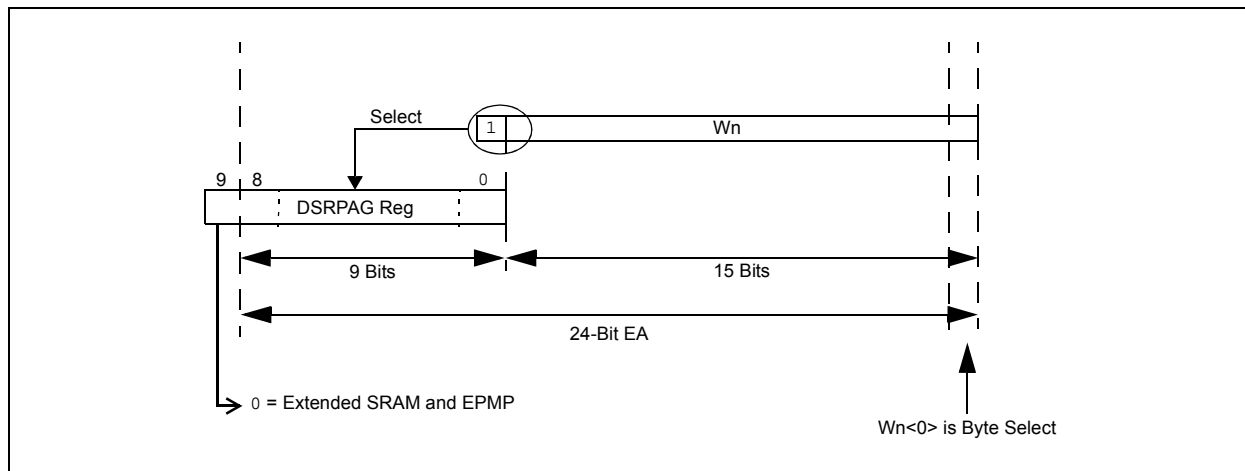 Select
1
Wn
9 8 0
DSRPAG Reg
9 Bits
15 Bits
24-Bit EA
0 = Extended SRAM and EPMP
Wn<0> is Byte Select